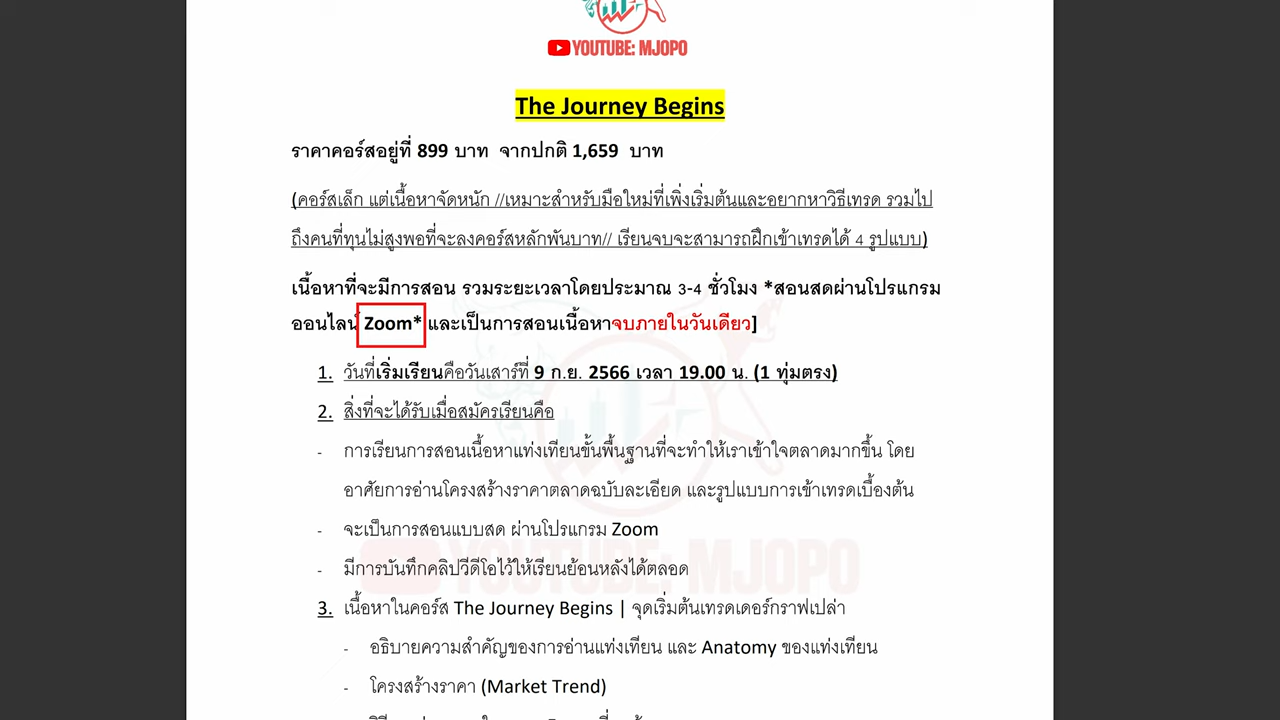 YOUTUBE: MJOPO
The Journey Begins
ราคาคอร์สอยู่ที่ 899 บาท จากปกติ 1,659 บาท
(คอร์สเล็ก แต่เนื้อหาจัดหนัก //เหมาะสำหรับมือใหม่ที่เพิ่งเริ่มต้นและอยากหาวิธีเทรด รวมไป
ถึงคนที่ทุนไม่สูงพอที่จะลงคอร์สหลักพันบาท// เรียนจบจะสามารถฝึกเข้าเทรดได้ 4 รูปแบบ)
เนื้อหาที่จะมีการสอน รวมระยะเวลาโดยประมาณ 3-4 ชั่วโมง *สอนสดผ่านโปรแกรม
ออนไลน์ Zoom* และเป็นการสอนเนื้อหาจบภายในวันเดียว]
1. วันที่เริ่มเรียนคือวันเสาร์ที่ 9 ก.ย. 2566 เวลา 19.00 น. (1 ทุ่มตรง)
2. สิ่งที่จะได้รับเมื่อสมัครเรียนคือ
- การเรียนการสอนเนื้อหาแท่งเทียนขั้นพื้นฐานที่จะทำให้เราเข้าใจตลาดมากขึ้น โดย
อาศัยการอ่านโครงสร้างราคาตลาดฉบับละเอียด และรูปแบบการเข้าเทรดเบื้องต้น
- จะเป็นการสอนแบบสด ผ่านโปรแกรม Zoom
- มีการบันทึกคลิปวีดีโอไว้ให้เรียนย้อนหลังได้ตลอด
YOUTUBE: MJOPO
3. เนื้อหาในคอร์ส The Journey Begins | จุดเริ่มต้นเทรดเดอร์กราฟเปล่า
- อธิบายความสำคัญของการอ่านแท่งเทียน และ Anatomy ของแท่งเทียน
- โครงสร้างราคา (Market Trend)